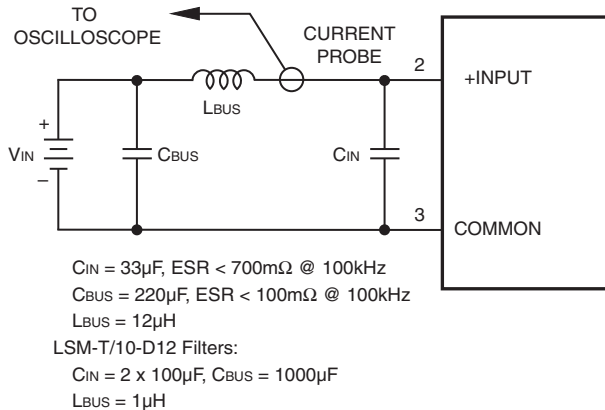 TO
OSCILLOSCOPE
CURRENT
PROBE
LBUS
2
+INPUT
+
VIN
–
CBUS
CIN
3
COMMON
CIN = 33µF, ESR < 700mΩ @ 100kHz
CBUS = 220µF, ESR < 100mΩ @ 100kHz
LBUS = 12µH
LSM-T/10-D12 Filters:
CIN = 2 x 100µF, CBUS = 1000µF
LBUS = 1µH